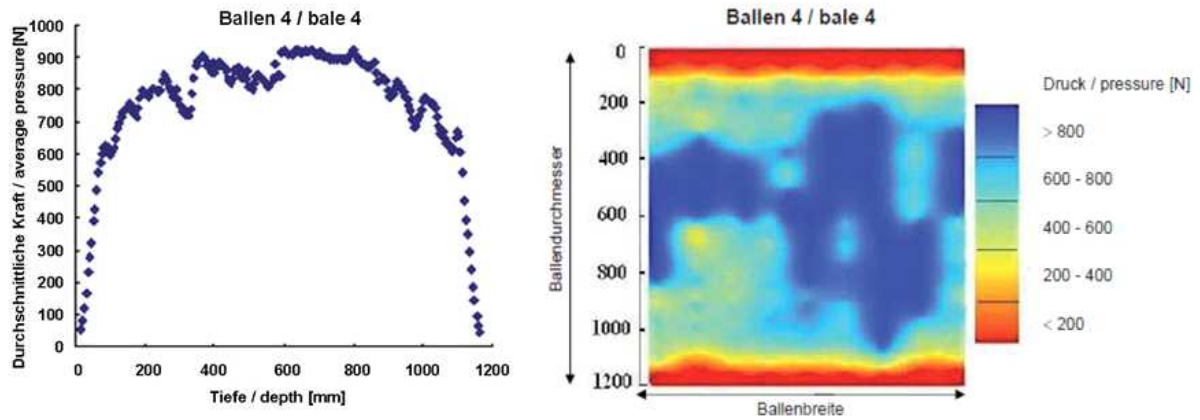 Ballen 4 / bale 4
Durchschnittliche Kraft / average pressure[N]
1000
900
800
700
600
500
400
300
200
100
0
0 200 400 600 800 1000 1200
Tiefe / depth [mm]
Ballen 4 / bale 4
Ballendurchmesser
0
200
400
600
800
1000
1200
Ballenbreite
Druck / pressure [N]
> 800
600 - 800
400 - 600
200 - 400
< 200